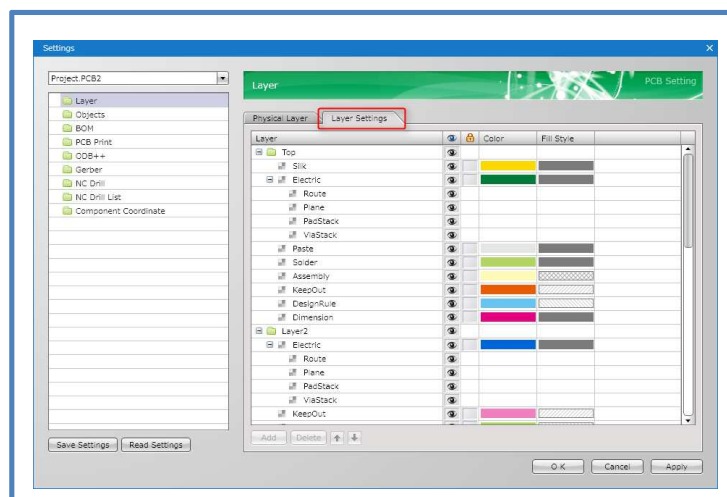 Settings
Project.PCB2
Layer
Objects
BOM
PCB Print
ODB++
Gerber
NC Drill
NC Drill List
Component Coordinate
Save Settings Read Settings
Layer PCB Setting
Physical Layer Layer Settings
Layer Color Fill Style
Top
Silk
Electric
Route
Plane
PadStack
ViaStack
Paste
Solder
Assembly
KeepOut
DesignRule
Dimension
Layer2
Electric
Route
Plane
PadStack
ViaStack
KeepOut
Add Delete
OK Cancel Apply